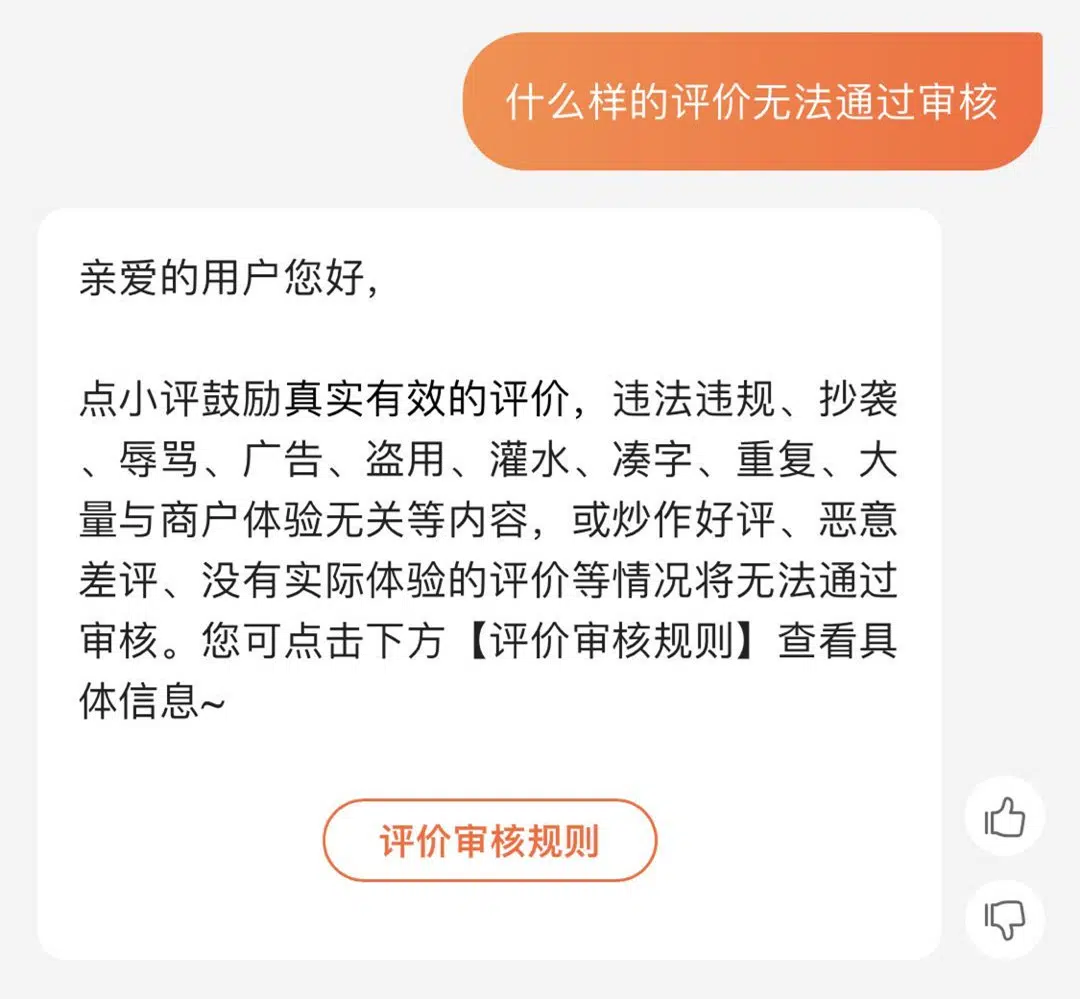 什么样的评价无法通过审核
亲爱的用户您好，
点小评鼓励真实有效的评价，违法违规、抄袭
、辱骂、广告、盗用、灌水、凑字、重复、大
量与商户体验无关等内容，或炒作好评、恶意
差评、没有实际体验的评价等情况将无法通过
审核。您可点击下方【评价审核规则】查看具
体信息~
评价审核规则